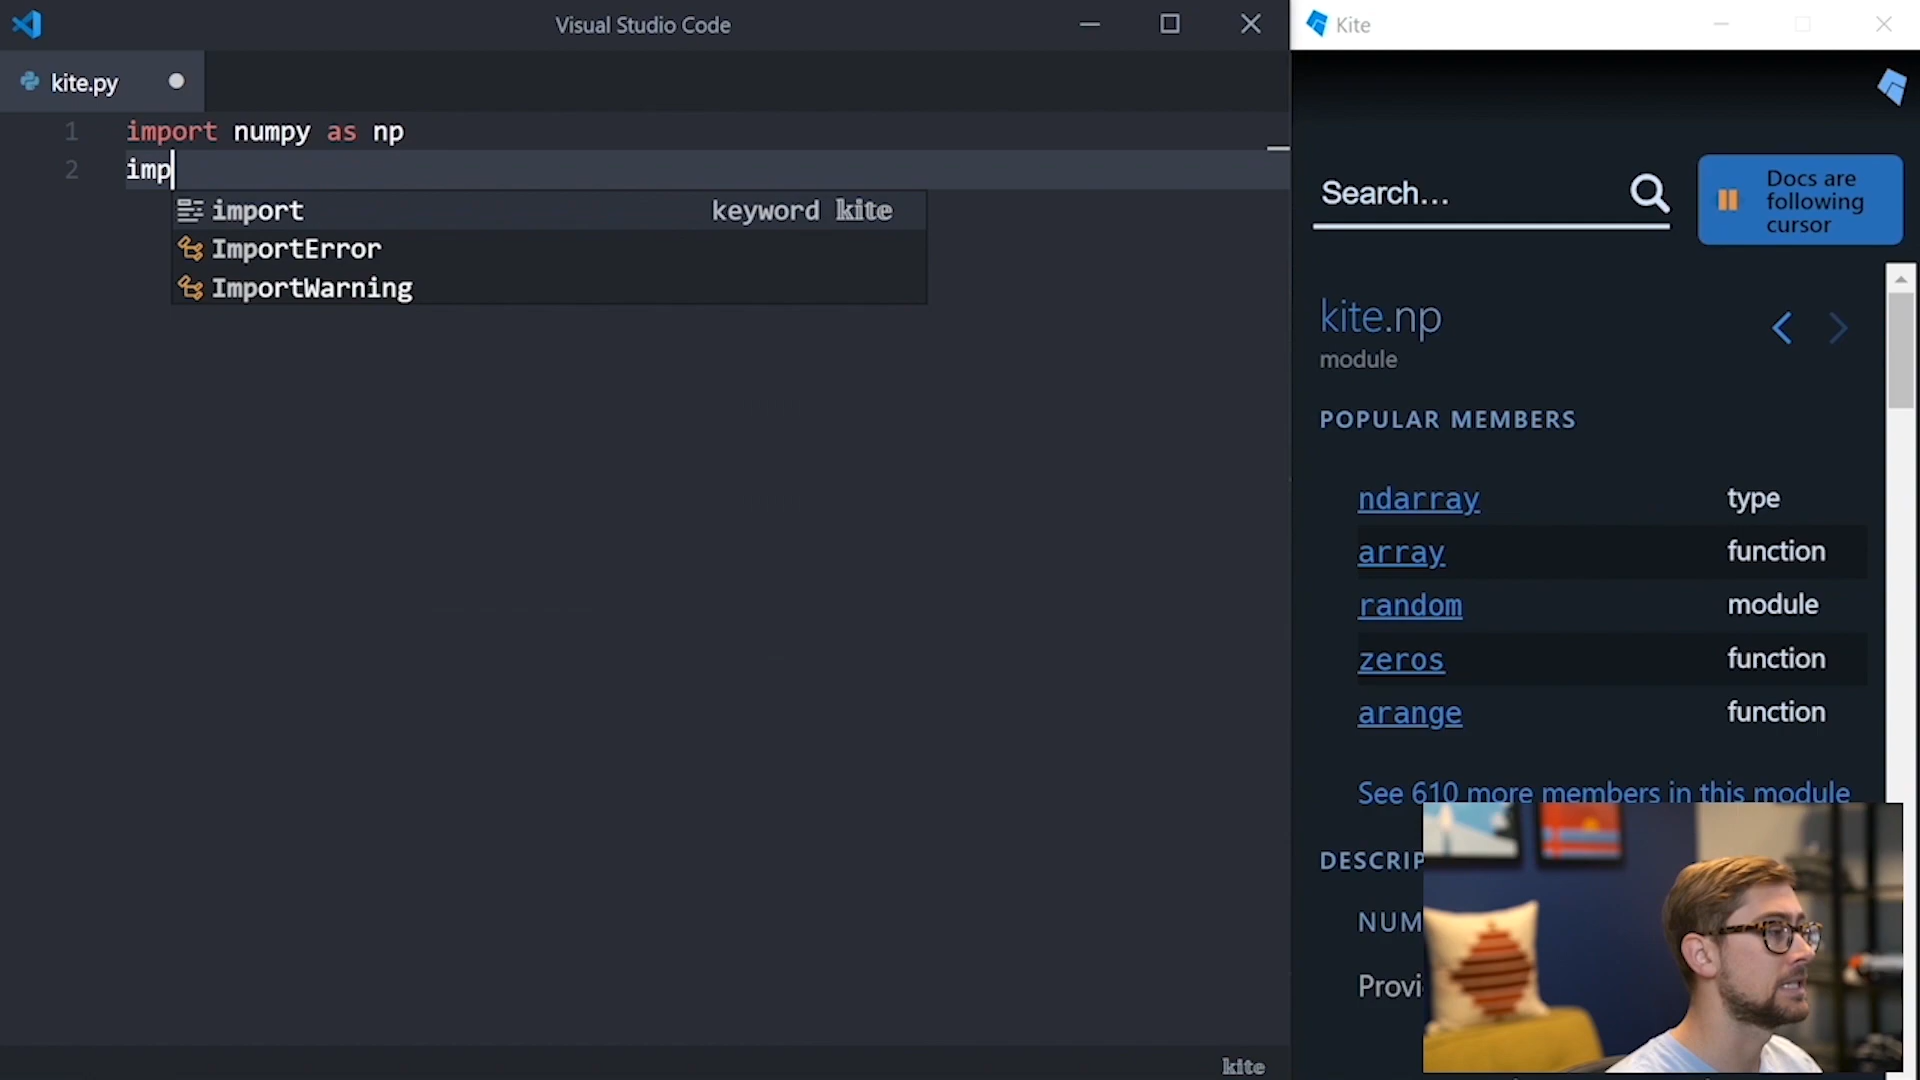 Visual Studio Code
kite.py
1 import numpy as np
2 imp
import keyword kite
ImportError
ImportWarning
kite
Kite
Search...
Docs are
following
cursor
kite.np
module
POPULAR MEMBERS
ndarray type
array function
random module
zeros function
arange function
See 610 more members in this module
DESCRIP
NUM
Provi